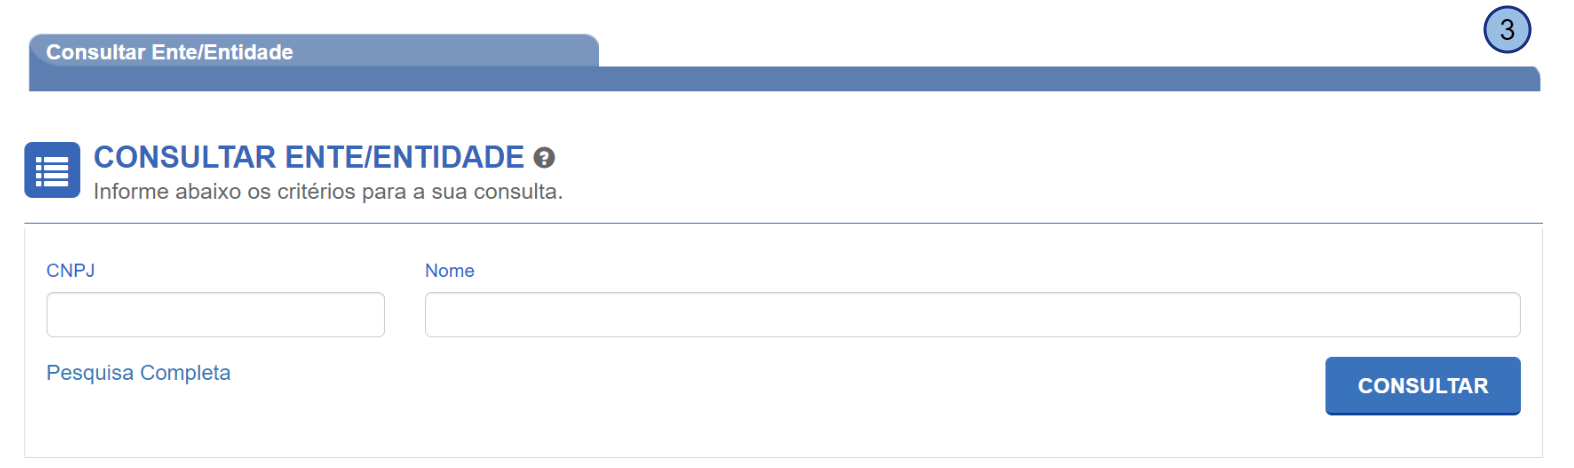 3
Consultar Ente/Entidade
CONSULTAR ENTE/ENTIDADE ?
Informe abaixo os critérios para a sua consulta.
CNPJ
Nome
Pesquisa Completa
CONSULTAR